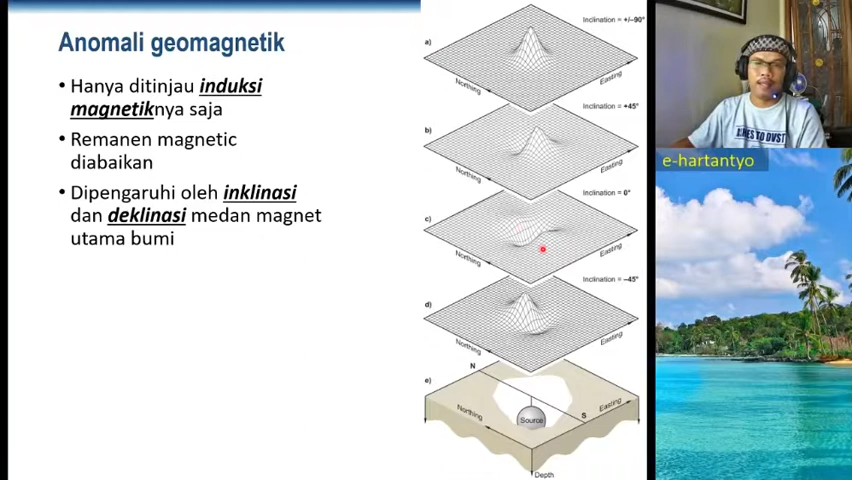 Anomali geomagnetik
• Hanya ditinjau induksi
magnetiknya saja
• Remanen magnetic
diabaikan
• Dipengaruhi oleh inklinasi
dan deklinasi medan magnet
utama bumi
Inclination = +/–90°
a)
Northing
Easting
Inclination = +45°
b)
Northing
Easting
Inclination = 0°
c)
Northing
Easting
Inclination = –45°
d)
Northing
Easting
e)
N
S
Northing
Easting
Source
Depth
TO DVST
e-hartantyo